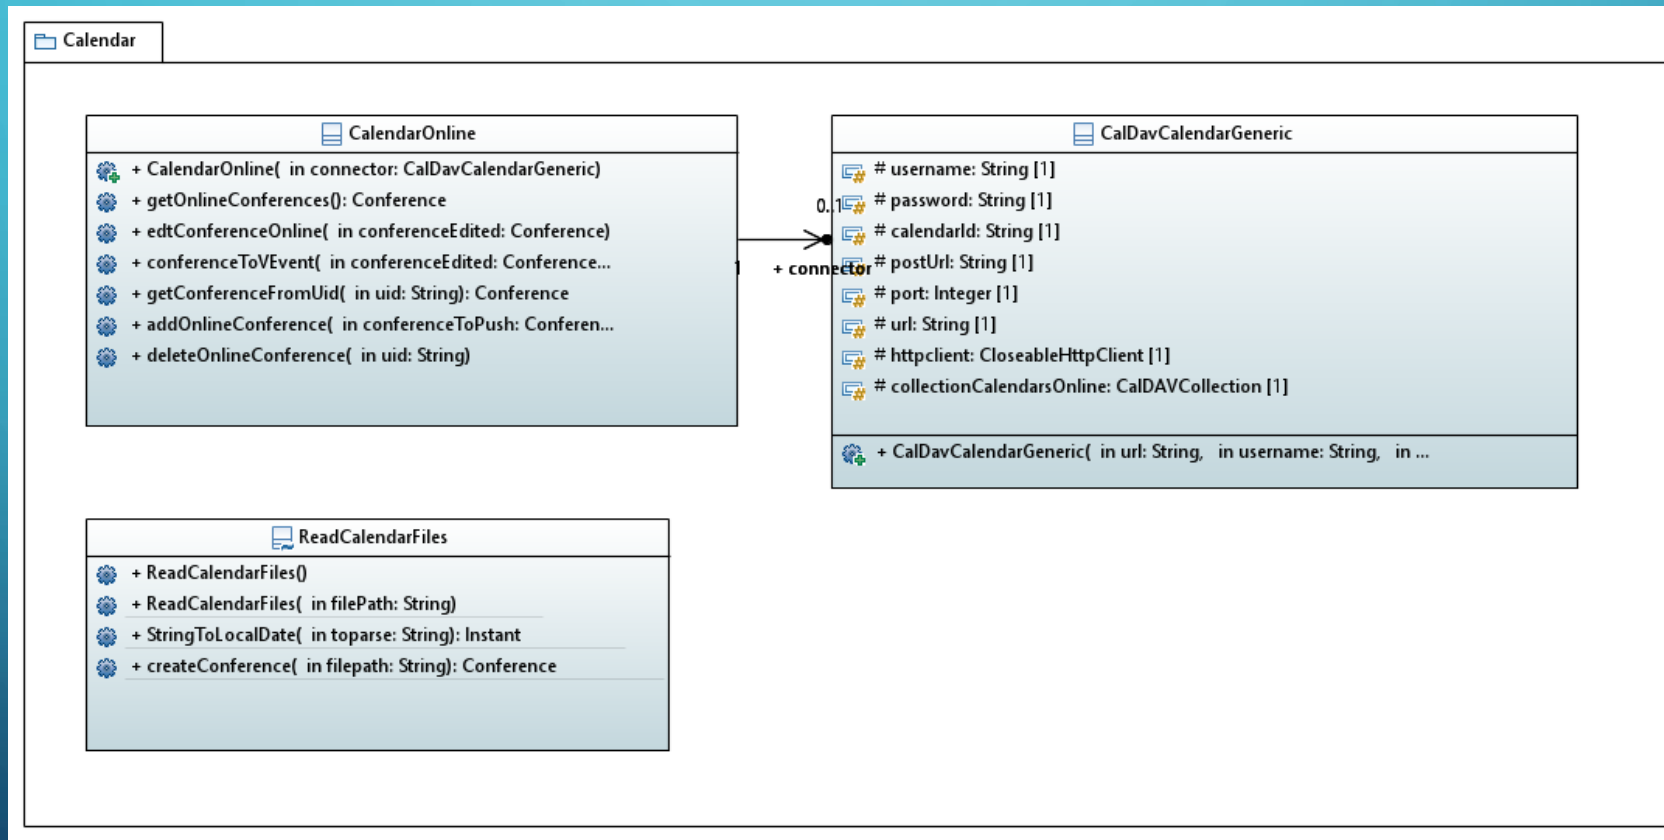 Calendar
CalendarOnline
+ CalendarOnline( in connector: CalDavCalendarGeneric)
+ getOnlineConferences(): Conference
+ edtConferenceOnline( in conferenceEdited: Conference)
+ conferenceToVEvent( in conferenceEdited: Conference...
+ getConferenceFromUid( in uid: String): Conference
+ addOnlineConference( in conferenceToPush: Conferen...
+ deleteOnlineConference( in uid: String)
0..1
1
+ connector
CalDavCalendarGeneric
# username: String [1]
# password: String [1]
# calendarId: String [1]
# postUrl: String [1]
# port: Integer [1]
# url: String [1]
# httpclient: CloseableHttpClient [1]
# collectionCalendarsOnline: CalDAVCollection [1]
+ CalDavCalendarGeneric( in url: String, in username: String, in ...
ReadCalendarFiles
+ ReadCalendarFiles()
+ ReadCalendarFiles( in filePath: String)
+ StringToLocalDate( in toparse: String): Instant
+ createConference( in filepath: String): Conference